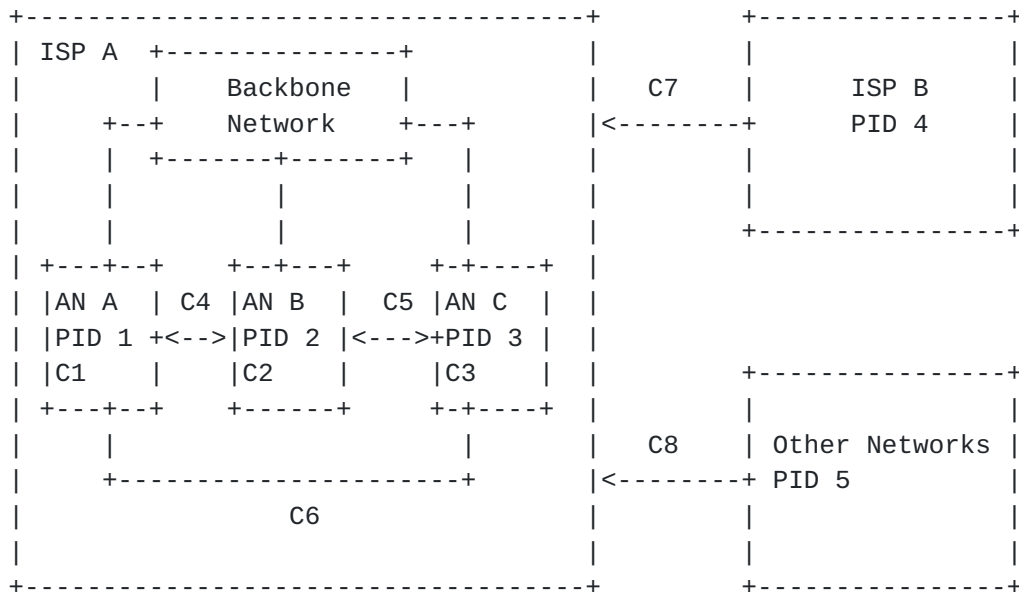 +------------------------------------+         +----------------+
| ISP A  +---------------+           |         |                |
|        |    Backbone   |           |   C7    |      ISP B     |
|     +--+    Network    +---+       |<--------+      PID 4     |
|     |  +-------+-------+   |       |         |                |
|     |          |           |       |         |                |
|     |          |           |       |         +----------------+
| +---+--+    +--+---+     +-+----+  |
| |AN A  | C4 |AN B  |  C5 |AN C  |  |
| |PID 1 +<-->|PID 2 |<--->+PID 3 |  |
| |C1    |    |C2    |     |C3    |  |         +----------------+
| +---+--+    +------+     +-+----+  |         |                |
|     |                      |       |   C8    | Other Networks |
|     +----------------------+       |<--------+ PID 5          |
|                 C6                 |         |                |
|                                    |         |                |
+------------------------------------+         +----------------+